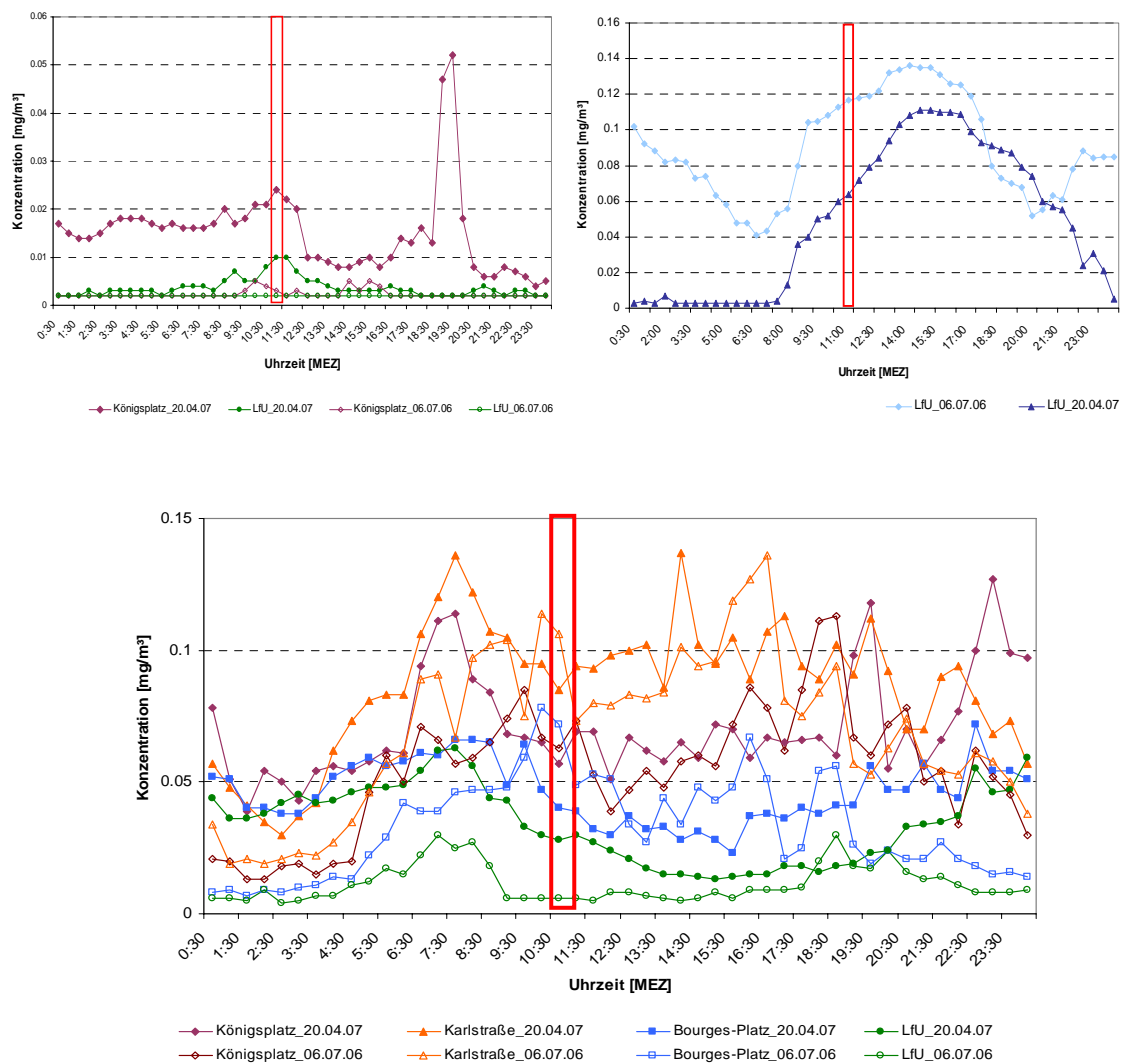 0.06
0.05
0.04
0.03
0.02
0.01
0
Konzentration [mg/m³]
0:30 1:30 2:30 3:30 4:30 5:30 6:30 7:30 8:30 9:30 10:30 11:30 12:30 13:30 14:30 15:30 16:30 17:30 18:30 19:30 20:30 21:30 22:30 23:30
Uhrzeit [MEZ]
Königsplatz_20.04.07 LfU_20.04.07 Königsplatz_06.07.06 LfU_06.07.06
0.16
0.14
0.12
0.1
0.08
0.06
0.04
0.02
0
Konzentration [mg/m³]
0:30 2:00 3:30 5:00 6:30 8:00 9:30 11:00 12:30 14:00 15:30 17:00 18:30 20:00 21:30 23:00
Uhrzeit [MEZ]
LfU_06.07.06 LfU_20.04.07
0.15
0.1
0.05
0
Konzentration [mg/m³]
0:30 1:30 2:30 3:30 4:30 5:30 6:30 7:30 8:30 9:30 10:30 11:30 12:30 13:30 14:30 15:30 16:30 17:30 18:30 19:30 20:30 21:30 22:30 23:30
Uhrzeit [MEZ]
Königsplatz_20.04.07 Karlstraße_20.04.07 Bourges-Platz_20.04.07 LfU_20.04.07
Königsplatz_06.07.06 Karlstraße_06.07.06 Bourges-Platz_06.07.06 LfU_06.07.06